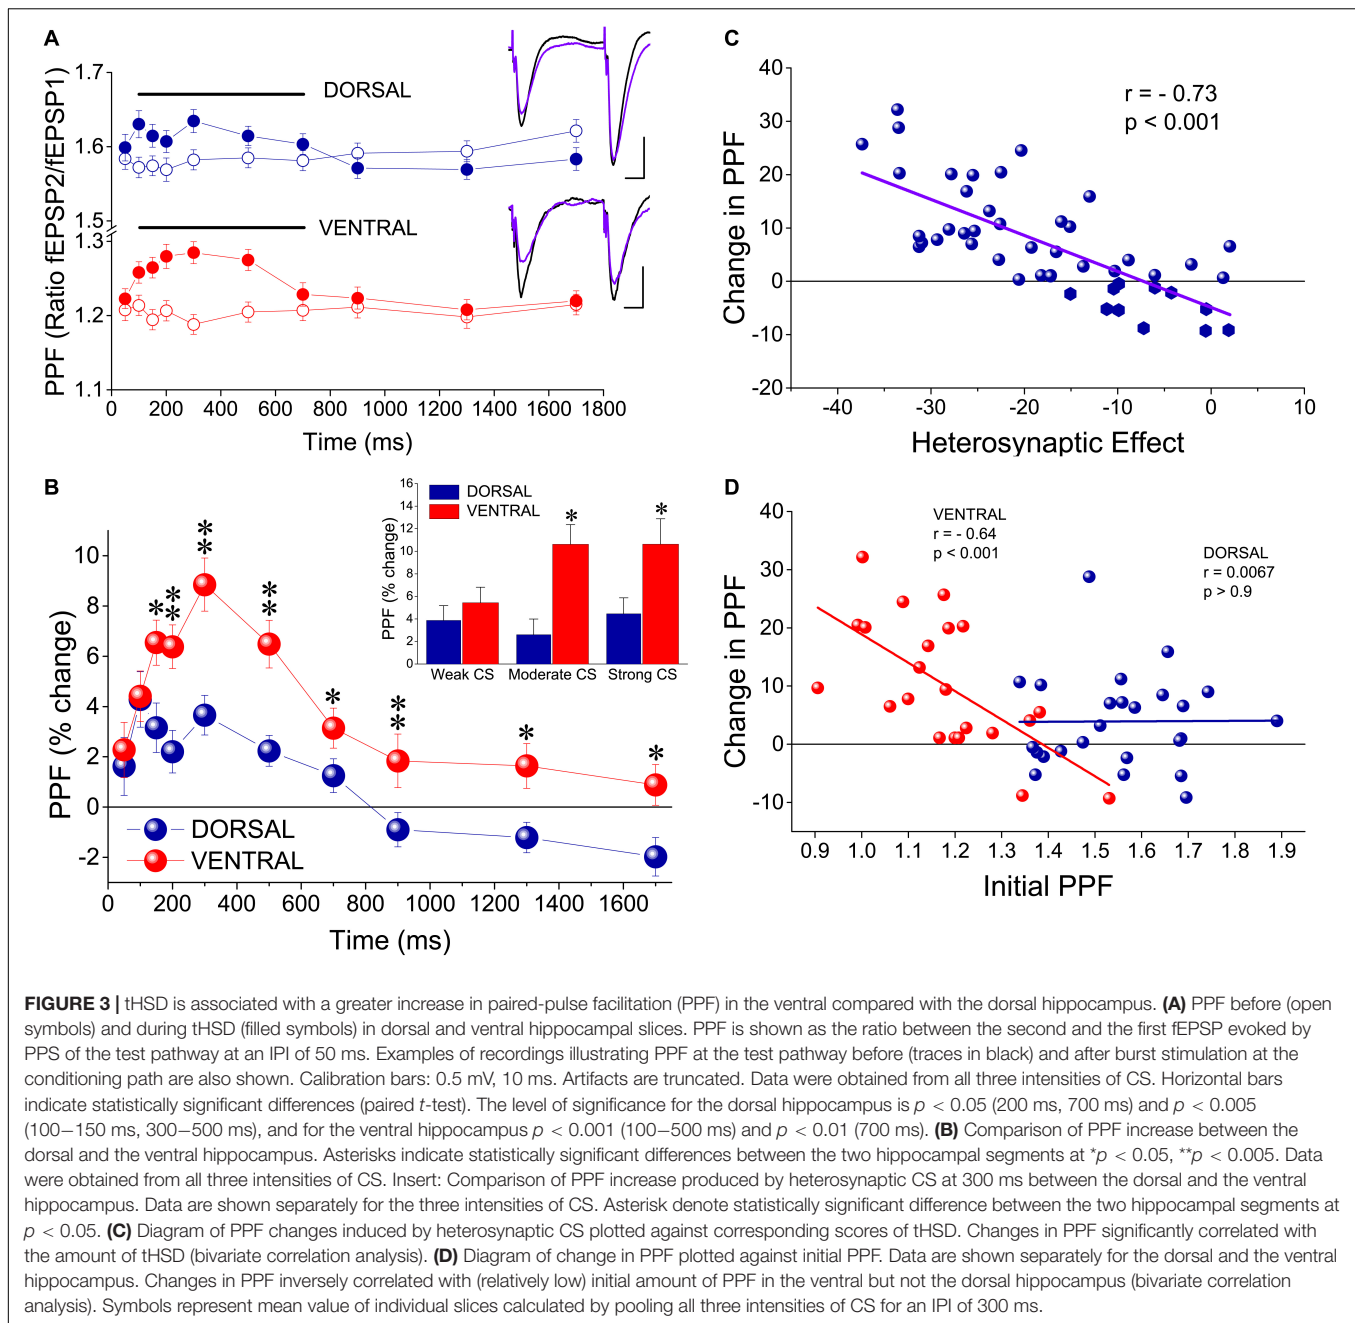 A
1.7
1.6
1.5
1.3
1.2
1.1
PPF (Ratio fEPSP2/fEPSP1)
DORSAL
VENTRAL
0 200 400 600 800 1000 1200 1400 1600 1800
Time (ms)
C
40
30
20
10
0
-10
-20
Change in PPF
r = - 0.73
p < 0.001
-40 -30 -20 -10 0 10
Heterosynaptic Effect
B
10
8
6
4
2
0
-2
PPF (% change)
* * * * * * * * * * * * *
DORSAL
VENTRAL
0 200 400 600 800 1000 1200 1400 1600
Time (ms)
16
14
12
10
8
6
4
2
0
PPF (% change)
DORSAL
VENTRAL
* *
Weak CS Moderate CS Strong CS
D
40
30
20
10
0
-10
Change in PPF
VENTRAL
r = - 0.64
p < 0.001
DORSAL
r = 0.0067
p > 0.9
0.9 1.0 1.1 1.2 1.3 1.4 1.5 1.6 1.7 1.8 1.9
Initial PPF
FIGURE 3 | tHSD is associated with a greater increase in paired-pulse facilitation (PPF) in the ventral compared with the dorsal hippocampus. (A) PPF before (open
symbols) and during tHSD (filled symbols) in dorsal and ventral hippocampal slices. PPF is shown as the ratio between the second and the first fEPSP evoked by
PPS of the test pathway at an IPI of 50 ms. Examples of recordings illustrating PPF at the test pathway before (traces in black) and after burst stimulation at the
conditioning path are also shown. Calibration bars: 0.5 mV, 10 ms. Artifacts are truncated. Data were obtained from all three intensities of CS. Horizontal bars
indicate statistically significant differences (paired t-test). The level of significance for the dorsal hippocampus is p < 0.05 (200 ms, 700 ms) and p < 0.005
(100−150 ms, 300−500 ms), and for the ventral hippocampus p < 0.001 (100−500 ms) and p < 0.01 (700 ms). (B) Comparison of PPF increase between the
dorsal and the ventral hippocampus. Asterisks indicate statistically significant differences between the two hippocampal segments at *p < 0.05, **p < 0.005. Data
were obtained from all three intensities of CS. Insert: Comparison of PPF increase produced by heterosynaptic CS at 300 ms between the dorsal and the ventral
hippocampus. Data are shown separately for the three intensities of CS. Asterisk denote statistically significant difference between the two hippocampal segments at
p < 0.05. (C) Diagram of PPF changes induced by heterosynaptic CS plotted against corresponding scores of tHSD. Changes in PPF significantly correlated with
the amount of tHSD (bivariate correlation analysis). (D) Diagram of change in PPF plotted against initial PPF. Data are shown separately for the dorsal and the ventral
hippocampus. Changes in PPF inversely correlated with (relatively low) initial amount of PPF in the ventral but not the dorsal hippocampus (bivariate correlation
analysis). Symbols represent mean value of individual slices calculated by pooling all three intensities of CS for an IPI of 300 ms.